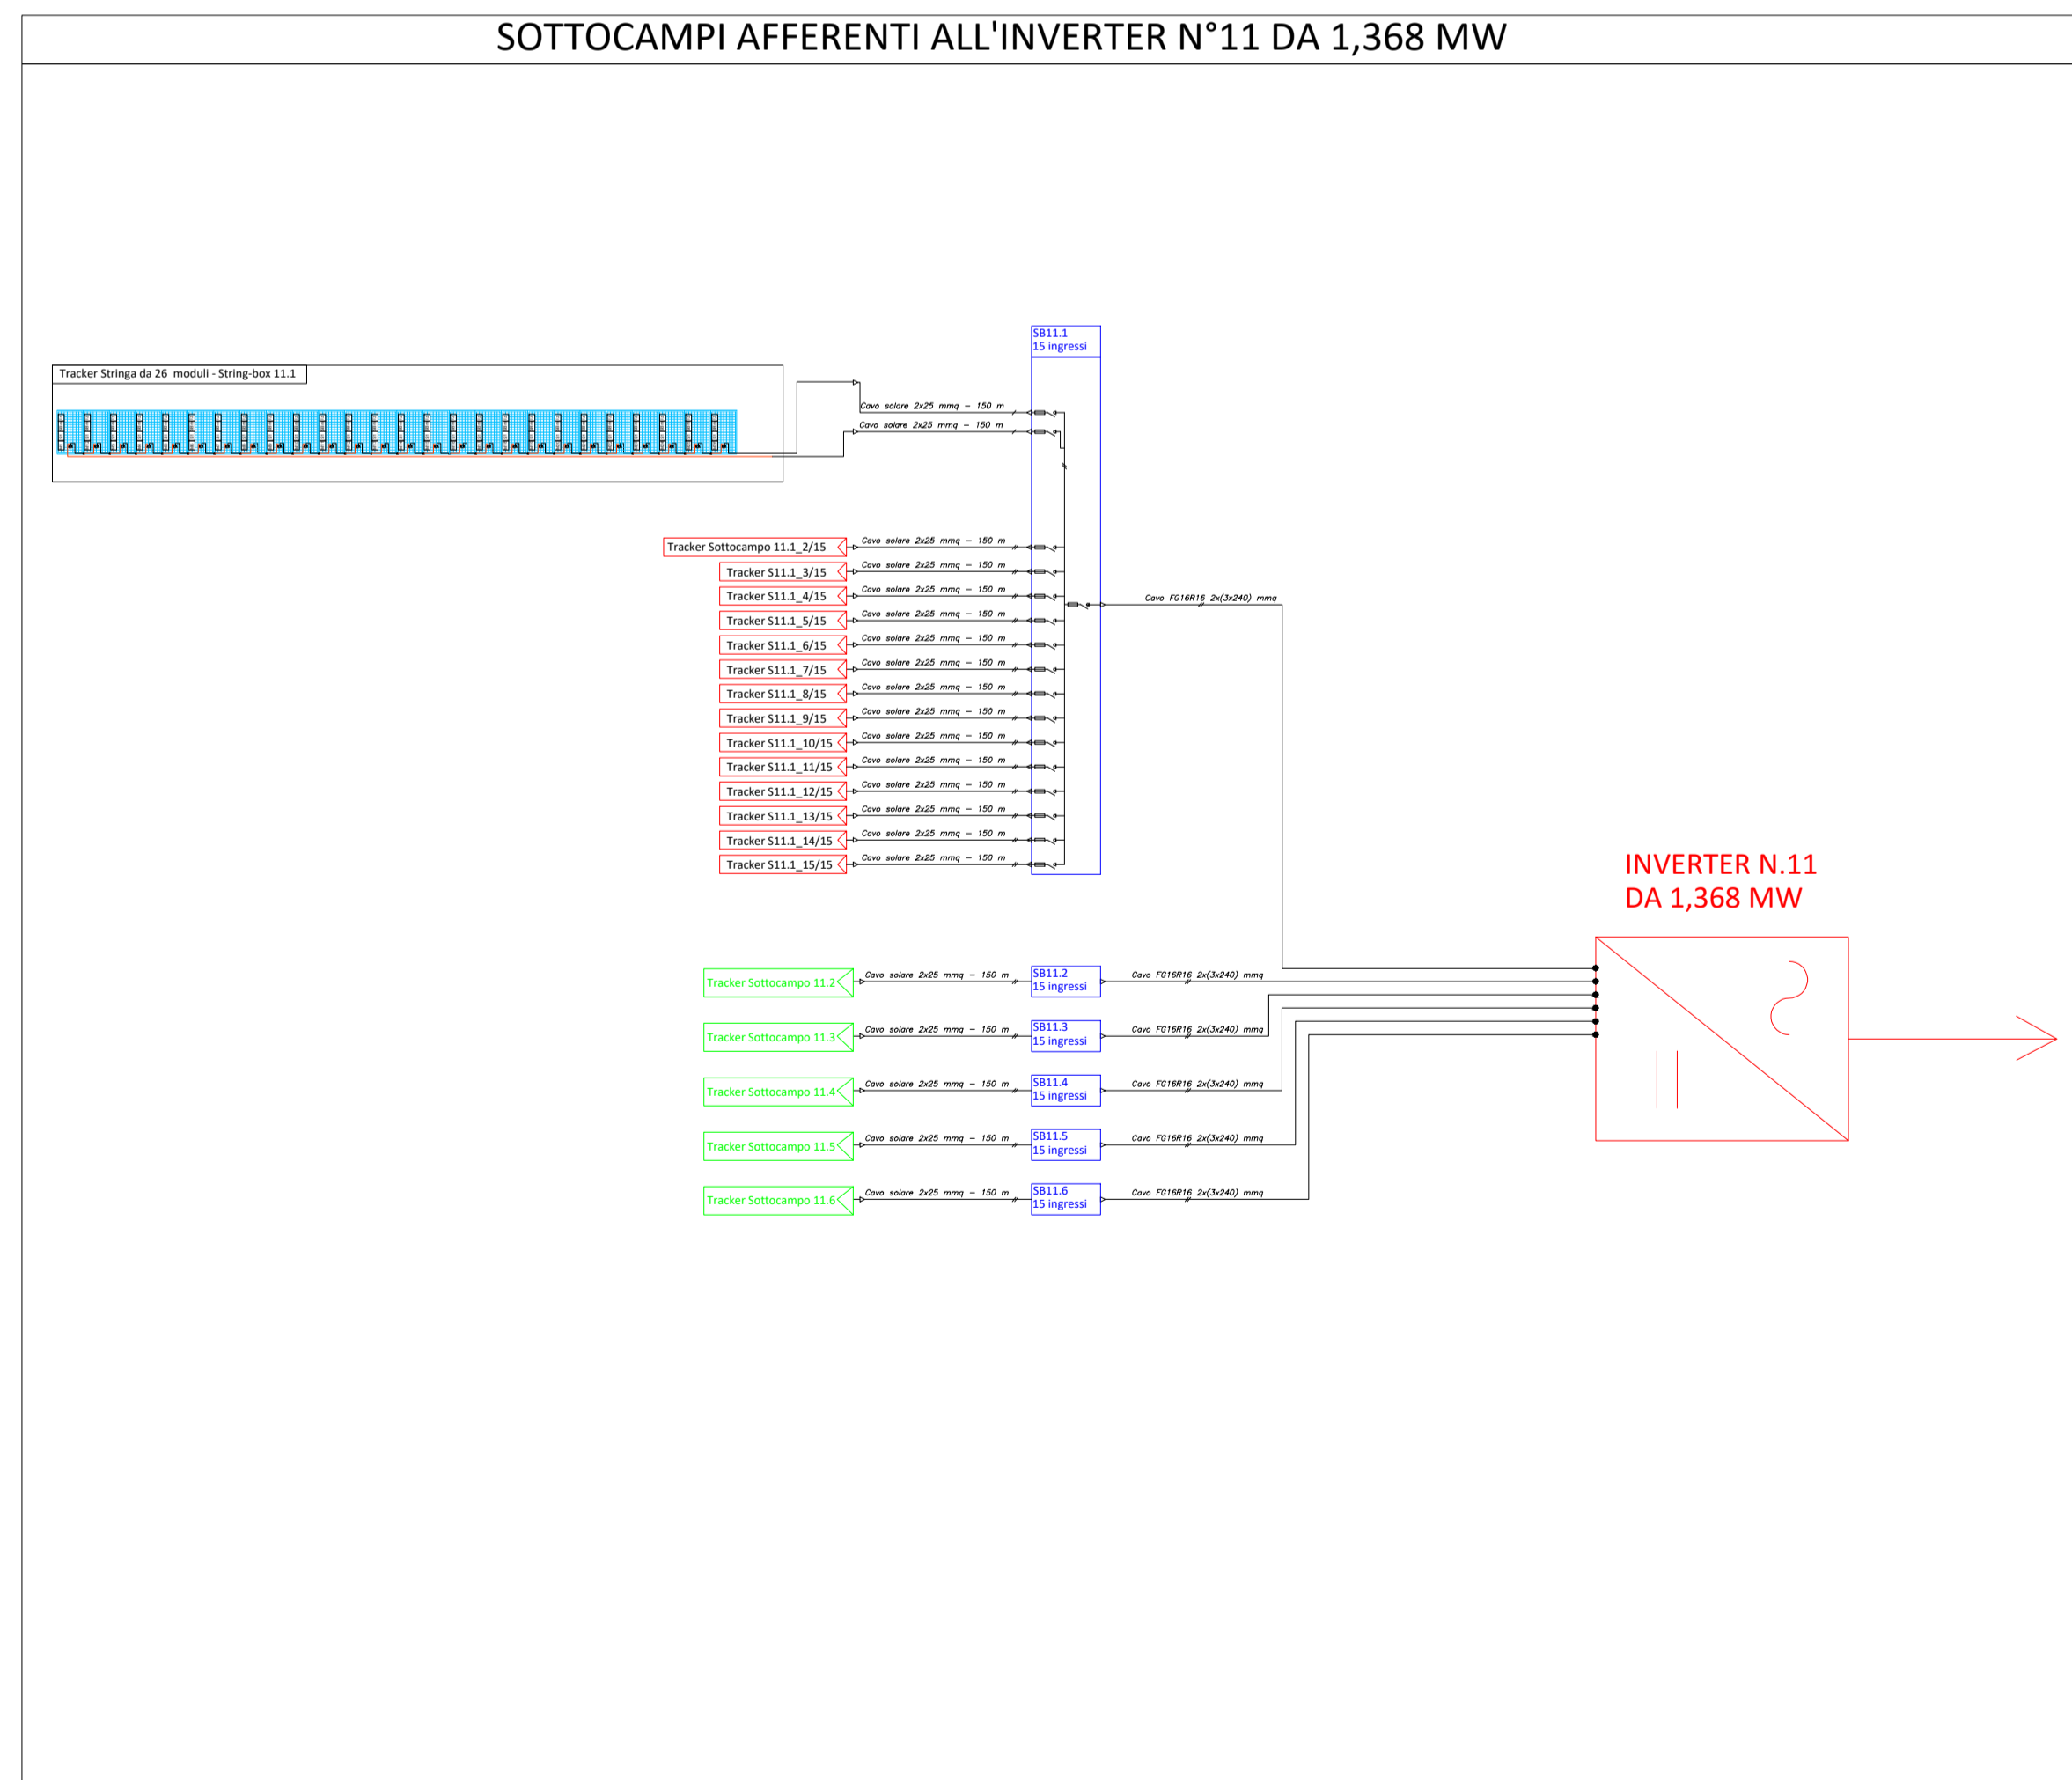 SOTTOCAMPI AFFERENTI ALL'INVERTER N°11 DA 1,368 MW
SB11.1
15 ingressi
Tracker Stringa da 26 moduli - String-box 11.1
Cavo solare 2x25 mmq - 150 m
Cavo solare 2x25 mmq - 150 m
Tracker Sottocampo 11.1_2/15
Cavo solare 2x25 mmq - 150 m
Tracker S11.1_3/15
Cavo solare 2x25 mmq - 150 m
Tracker S11.1_4/15
Cavo solare 2x25 mmq - 150 m
Cavo FG16R16 2x(3x240) mmq
Tracker S11.1_5/15
Cavo solare 2x25 mmq - 150 m
Tracker S11.1_6/15
Cavo solare 2x25 mmq - 150 m
Tracker S11.1_7/15
Cavo solare 2x25 mmq - 150 m
Tracker S11.1_8/15
Cavo solare 2x25 mmq - 150 m
Tracker S11.1_9/15
Cavo solare 2x25 mmq - 150 m
Tracker S11.1_10/15
Cavo solare 2x25 mmq - 150 m
Tracker S11.1_11/15
Cavo solare 2x25 mmq - 150 m
Tracker S11.1_12/15
Cavo solare 2x25 mmq - 150 m
Tracker S11.1_13/15
Cavo solare 2x25 mmq - 150 m
Tracker S11.1_14/15
Cavo solare 2x25 mmq - 150 m
Tracker S11.1_15/15
Cavo solare 2x25 mmq - 150 m
INVERTER N.11
DA 1,368 MW
Tracker Sottocampo 11.2
Cavo solare 2x25 mmq - 150 m
SB11.2
15 ingressi
Cavo FG16R16 2x(3x240) mmq
Tracker Sottocampo 11.3
Cavo solare 2x25 mmq - 150 m
SB11.3
15 ingressi
Cavo FG16R16 2x(3x240) mmq
Tracker Sottocampo 11.4
Cavo solare 2x25 mmq - 150 m
SB11.4
15 ingressi
Cavo FG16R16 2x(3x240) mmq
Tracker Sottocampo 11.5
Cavo solare 2x25 mmq - 150 m
SB11.5
15 ingressi
Cavo FG16R16 2x(3x240) mmq
Tracker Sottocampo 11.6
Cavo solare 2x25 mmq - 150 m
SB11.6
15 ingressi
Cavo FG16R16 2x(3x240) mmq